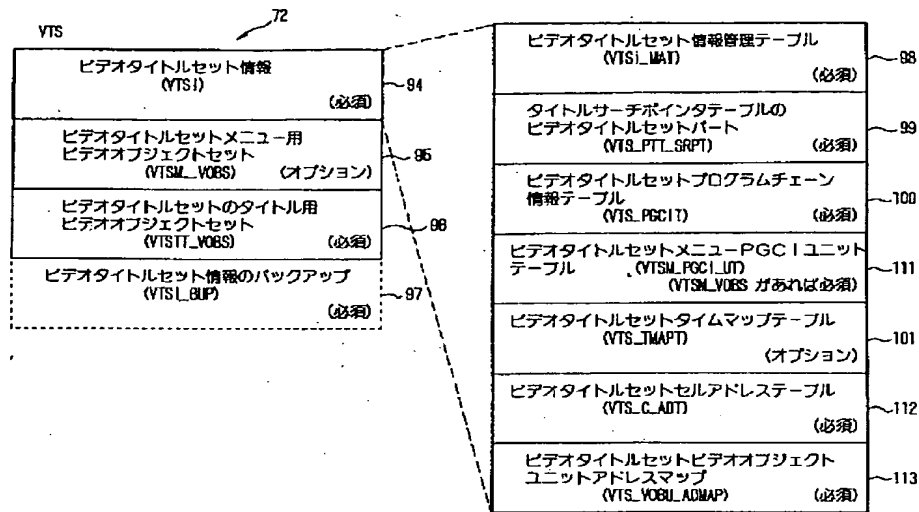 72
VTS
ビデオタイトルセット情報
(VTSI)
(必須)
94
ビデオタイトルセットメニュー用
ビデオオブジェクトセット
(VTSM_VOBS) (オプション)
95
ビデオタイトルセットのタイトル用
ビデオオブジェクトセット
(VTSTT_VOBS) (必須)
96
ビデオタイトルセット情報のバックアップ
(VTSI_BUP)
(必須)
97
ビデオタイトルセット情報管理テーブル
(VTSI_MAT)
(必須)
98
タイトルサーチポインタテーブルの
ビデオタイトルセットパート
(VTS_PTT_SRPT) (必須)
99
ビデオタイトルセットプログラムチェーン
情報テーブル
(VTS_PGCIT) (必須)
100
ビデオタイトルセットメニューPGCIユニット
テーブル (VTSM_PGCI_UT)
(VTSM_VOBS があれば必須)
111
ビデオタイトルセットタイムマップテーブル
(VTS_TMAPT)
(オプション)
101
ビデオタイトルセットセルアドレステーブル
(VTS_C_ADT)
(必須)
112
ビデオタイトルセットビデオオブジェクト
ユニットアドレスマップ
(VTS_VOBU_ADMAP) (必須)
113